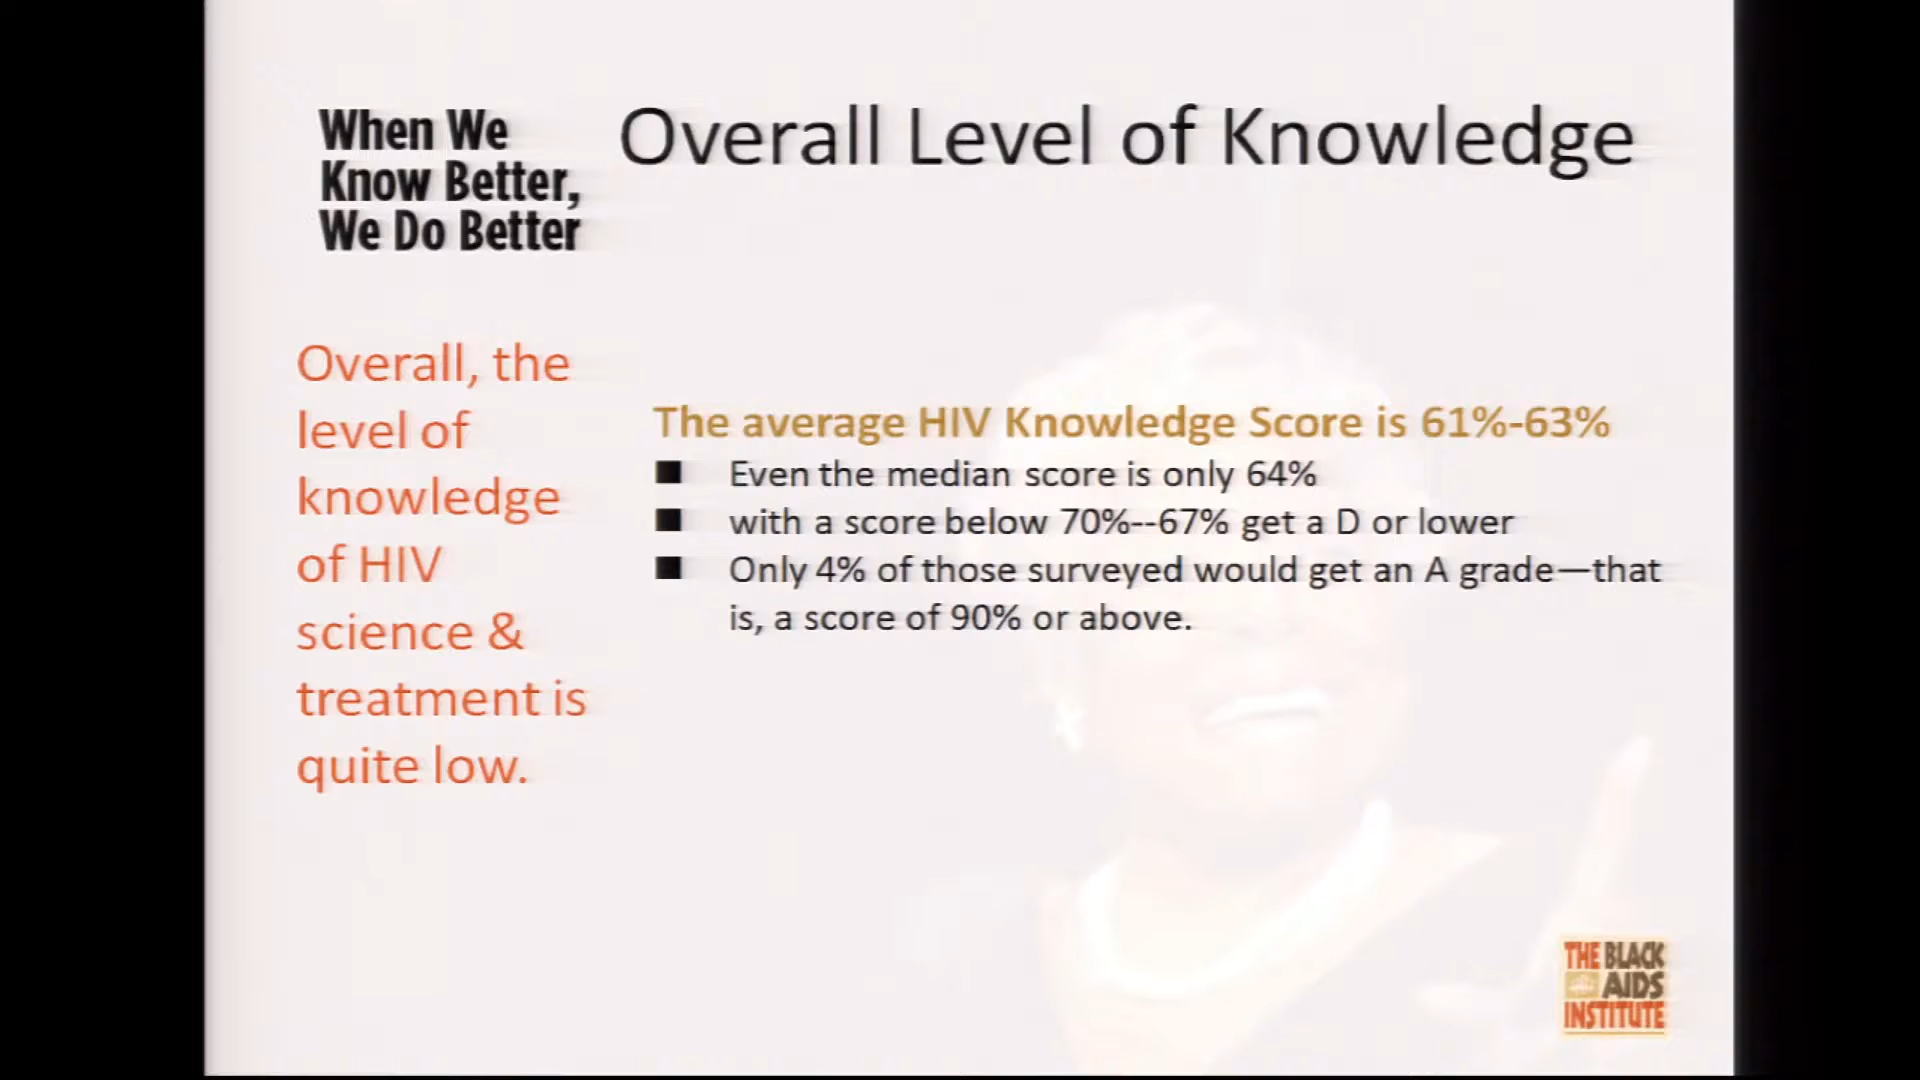 When We
Know Better,
We Do Better
Overall Level of Knowledge
Overall, the
level of
knowledge
of HIV
science &
treatment is
quite low.
The average HIV Knowledge Score is 61%-63%
Even the median score is only 64%
with a score below 70%--67% get a D or lower
Only 4% of those surveyed would get an A grade—that
is, a score of 90% or above.
THE BLACK
AIDS
INSTITUTE